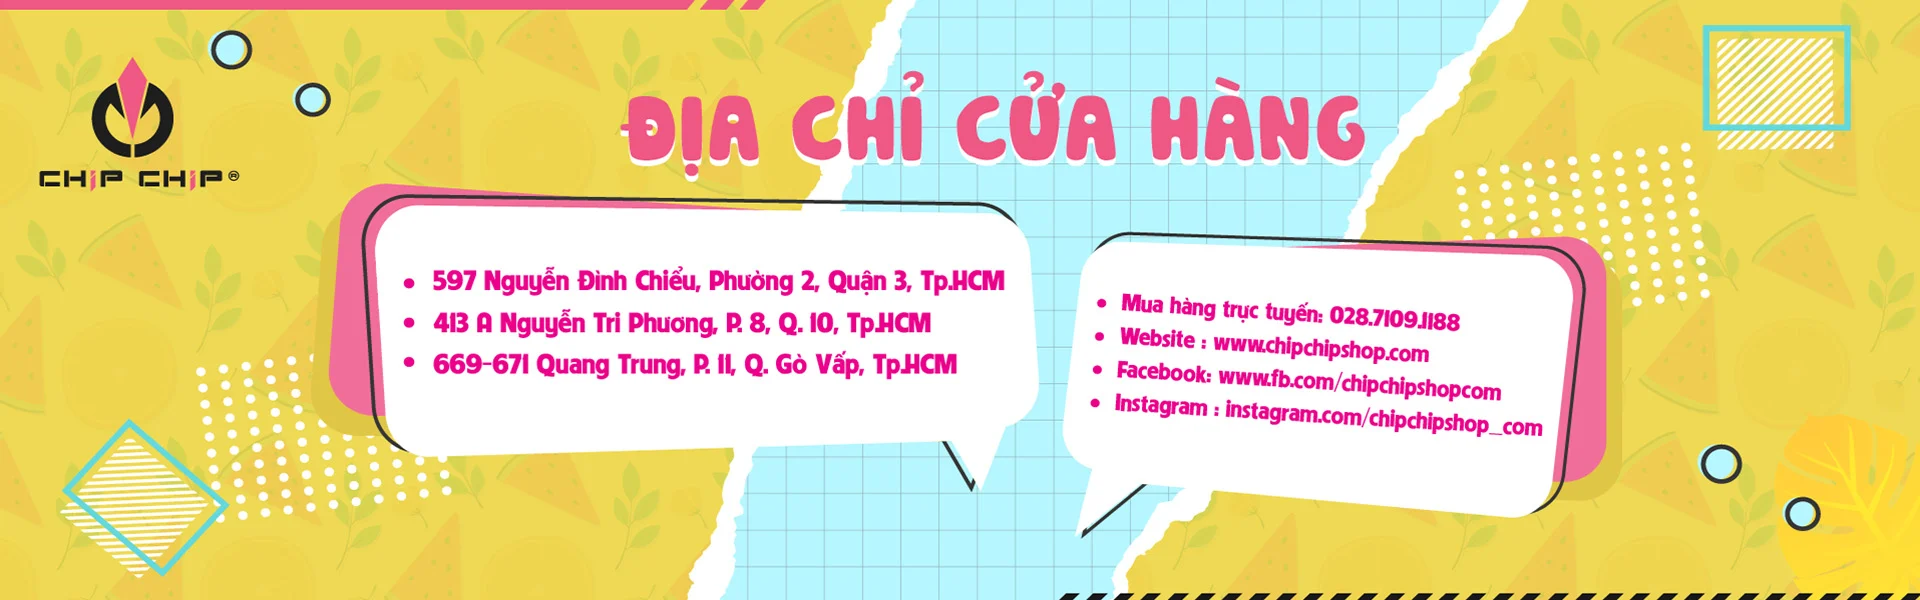 CHIP CHIP®
ĐỊA CHỈ CỬA HÀNG
• 597 Nguyễn Đình Chiểu, Phường 2, Quận 3, Tp.HCM
• 413 A Nguyễn Tri Phương, P. 8, Q. 10, Tp.HCM
• 669-671 Quang Trung, P. 11, Q. Gò Vấp, Tp.HCM
• Mua hàng trực tuyến: 028.7109.1188
• Website : www.chipchipshop.com
• Facebook: www.fb.com/chipchipshopcom
• Instagram : instagram.com/chipchipshop_com